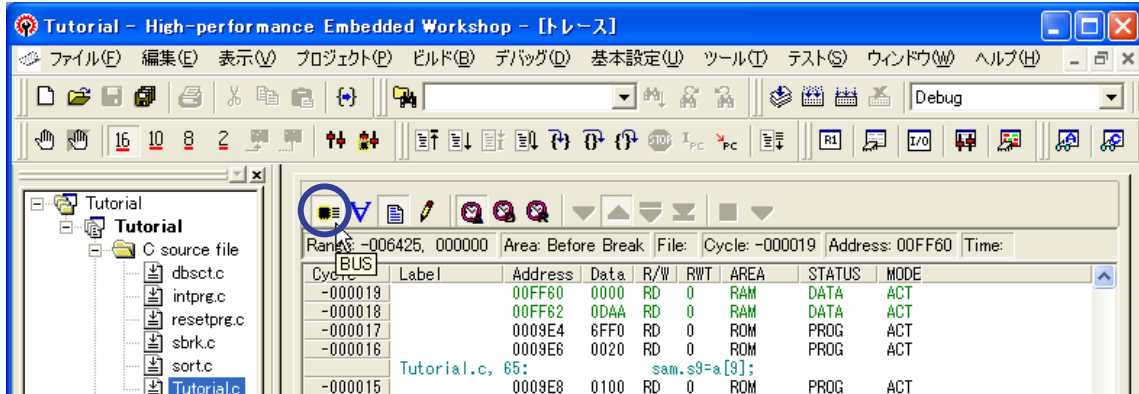 Tutorial - High-performance Embedded Workshop - [トレース]
ファイル(F) 編集(E) 表示(V) プロジェクト(P) ビルド(B) デバッグ(D) 基本設定(U) ツール(T) テスト(S) ウィンドウ(W) ヘルプ(H)
Debug
16 10 8 2 STOP IPC PC R1 I/O
Tutorial
Tutorial
C source file
dbsct.c
intprg.c
resetprg.c
sbrk.c
sort.c
Tutorial.c
Range: -006425, 000000 Area: Before Break File: Cycle: -000019 Address: 00FF60 Time:
BUS
Cycle Label Address Data R/W RWT AREA STATUS MODE
-000019 00FF60 0000 RD 0 RAM DATA ACT
-000018 00FF62 0DAA RD 0 RAM DATA ACT
-000017 0009E4 6FF0 RD 0 ROM PROG ACT
-000016 0009E6 0020 RD 0 ROM PROG ACT
Tutorial.c, 65: sam.s9=a[9];
-000015 0009E8 0100 RD 0 ROM PROG ACT